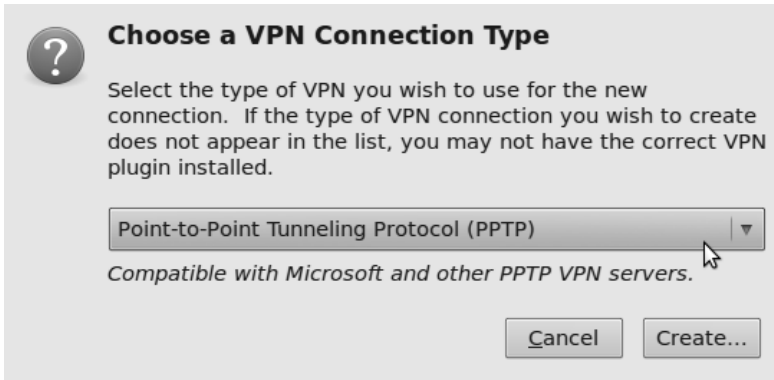 Choose a VPN Connection Type
Select the type of VPN you wish to use for the new
connection.  If the type of VPN connection you wish to create
does not appear in the list, you may not have the correct VPN
plugin installed.
Point-to-Point Tunneling Protocol (PPTP)
Compatible with Microsoft and other PPTP VPN servers.
Cancel
Create...